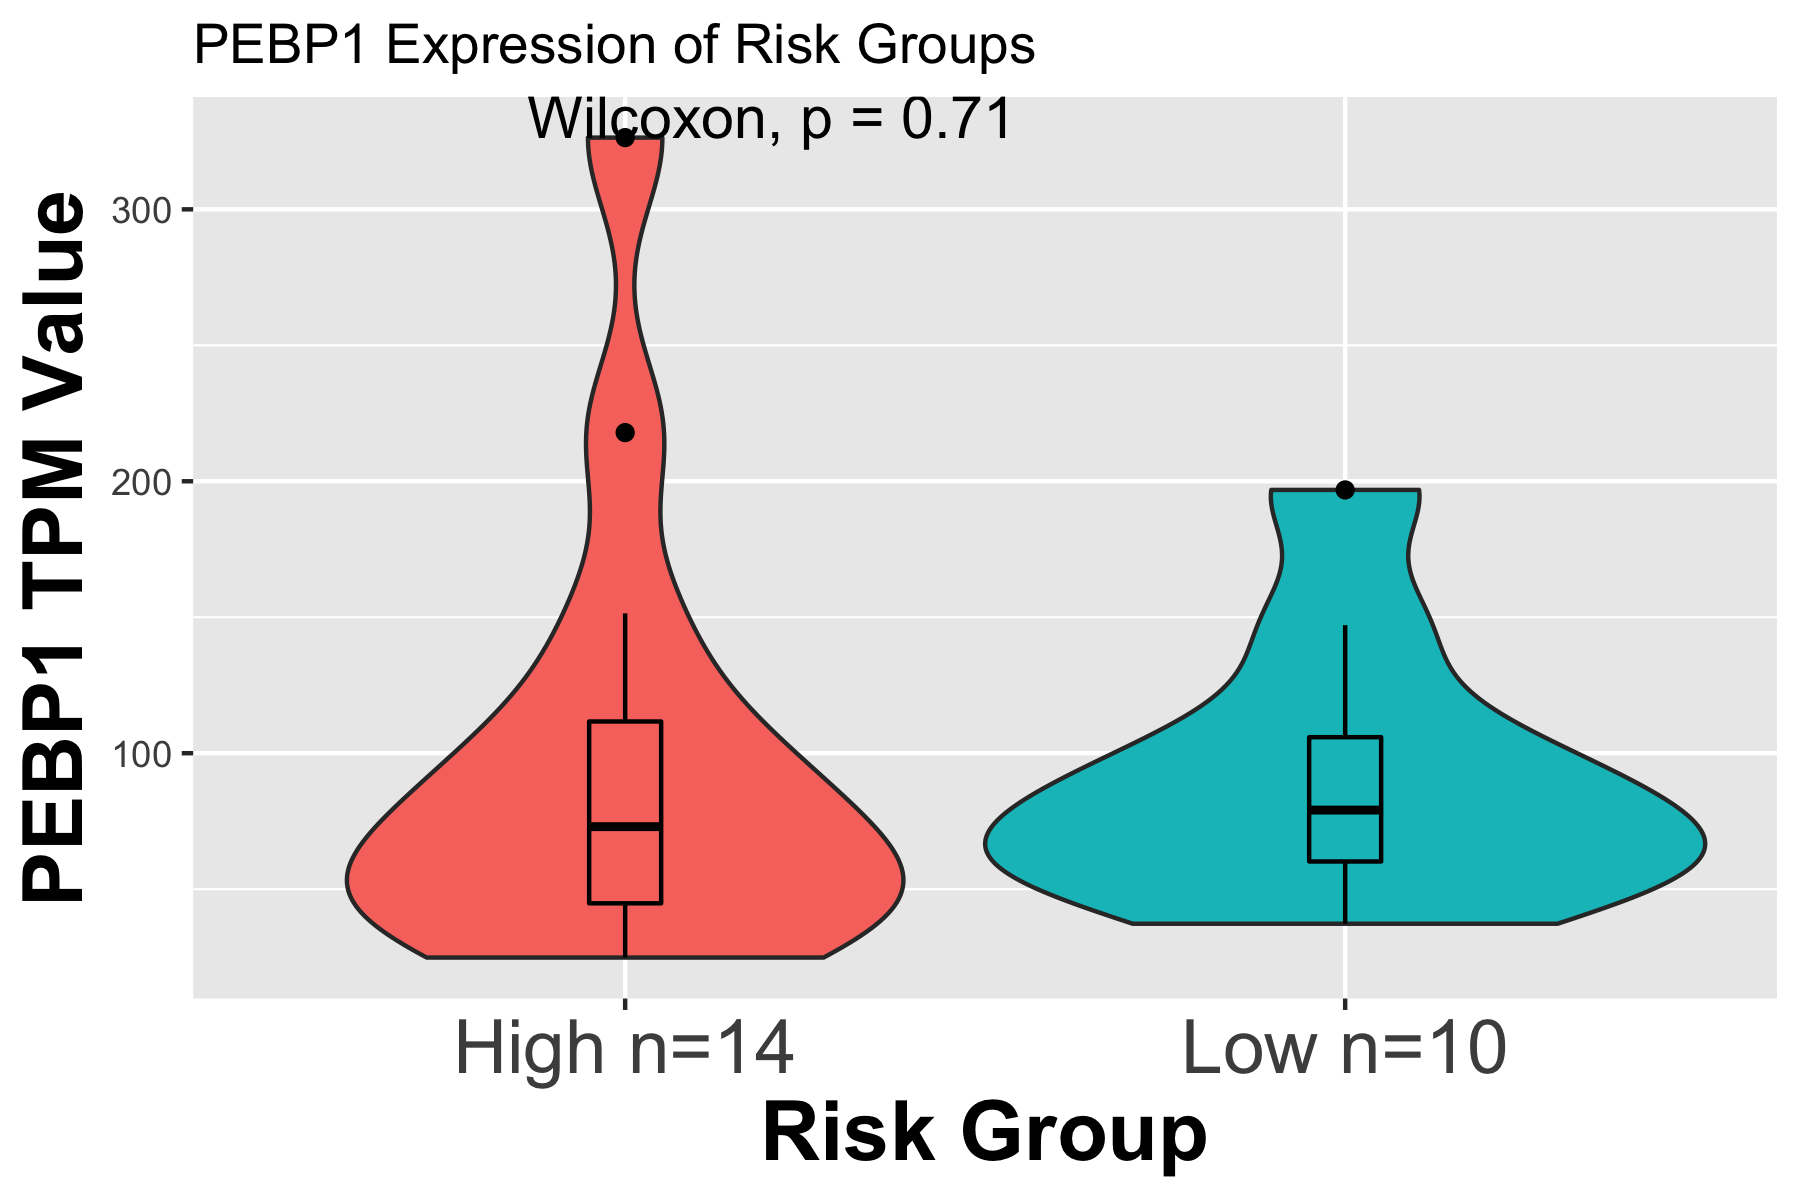 PEBP1 Expression of Risk Groups
Wilcoxon, p = 0.71
PEBP1 TPM Value
300
200
100
High n=14
Low n=10
Risk Group